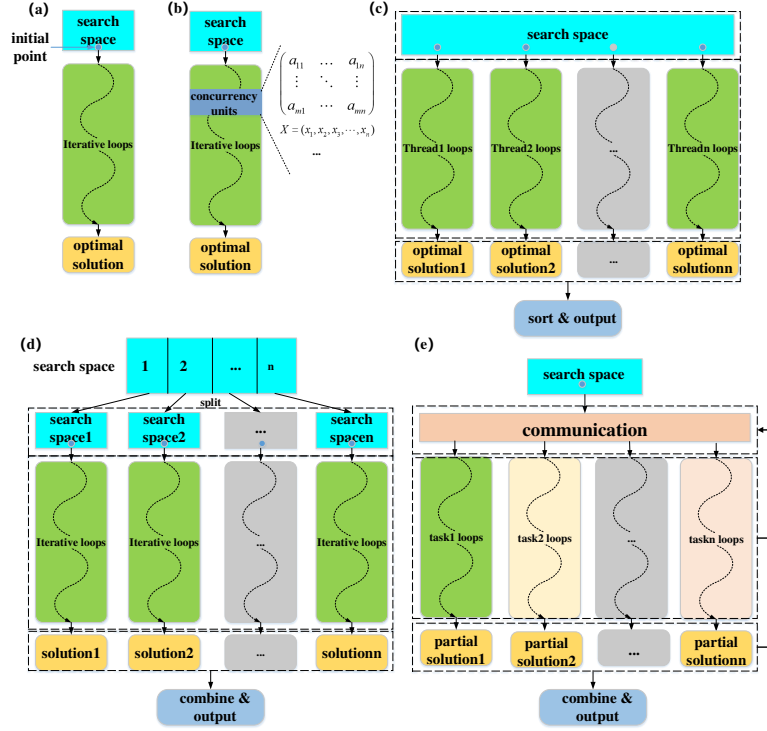 (a)
search
space
initial
point
Iterative loops
optimal
solution
(b)
search
space
concurrency
units
Iterative loops
optimal
solution
a₁₁ … a₁ₙ
⋮ ⋱ ⋮
aₘ₁ ⋯ aₘₙ
X = (x₁, x₂, x₃, ⋯, xₙ)
...
(c)
search space
Thread1 loops
Thread2 loops
...
Threadn loops
optimal
solution1
optimal
solution2
...
optimal
solutionn
sort & output
(d)
search space
1
2
...
n
split
search
space1
search
space2
...
search
spacen
Iterative loops
Iterative loops
...
Iterative loops
solution1
solution2
...
solutionn
combine &
output
(e)
search space
communication
task1 loops
task2 loops
...
taskn loops
partial
solution1
partial
solution2
...
partial
solutionn
combine &
output